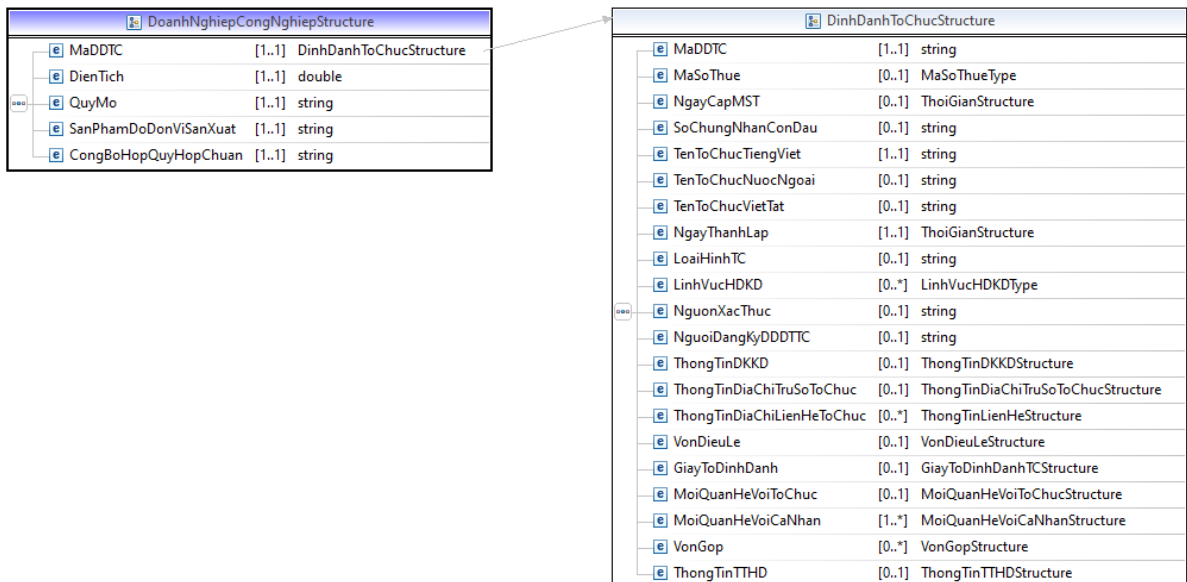 DoanhNghiepCongNghiepStructure
e MaDDTC [1..1] DinhDanhToChucStructure
e DienTich [1..1] double
e QuyMo [1..1] string
e SanPhamDoDonViSanXuat [1..1] string
e CongBoHopQuyHopChuan [1..1] string
DinhDanhToChucStructure
e MaDDTC [1..1] string
e MaSoThue [0..1] MaSoThueType
e NgayCapMST [0..1] ThoiGianStructure
e SoChungNhanConDau [0..1] string
e TenToChucTiengViet [1..1] string
e TenToChucNuocNgoai [0..1] string
e TenToChucVietTat [0..1] string
e NgayThanhLap [1..1] ThoiGianStructure
e LoaiHinhTC [0..1] string
e LinhVucHDKD [0..*] LinhVucHDKDType
e NguonXacThuc [0..1] string
e NguoiDangKyDDDTTC [0..1] string
e ThongTinDKKD [0..1] ThongTinDKKDStructure
e ThongTinDiaChiTruSoToChuc [0..1] ThongTinDiaChiTruSoToChucStructure
e ThongTinDiaChiLienHeToChuc [0..*] ThongTinLienHeStructure
e VonDieuLe [0..1] VonDieuLeStructure
e GiayToDinhDanh [0..1] GiayToDinhDanhTCStructure
e MoiQuanHeVoiToChuc [0..1] MoiQuanHeVoiToChucStructure
e MoiQuanHeVoiCaNhan [1..*] MoiQuanHeVoiCaNhanStructure
e VonGop [0..*] VonGopStructure
e ThongTinTTHD [0..1] ThongTinTTHDStructure